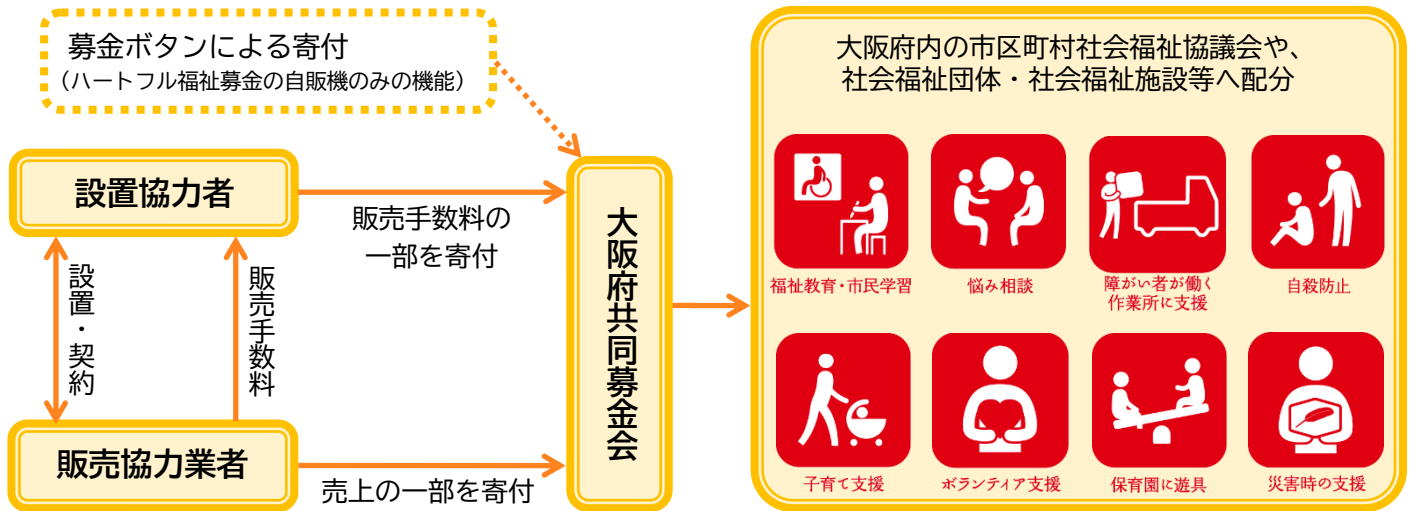 募金ボタンによる寄付
（ハートフル福祉募金の自販機のみの機能）
設置協力者
販売手数料の
一部を寄付
設置・契約
販売手数料
販売協力業者
売上の一部を寄付
大阪府共同募金会
大阪府内の市区町村社会福祉協議会や、
社会福祉団体・社会福祉施設等へ配分
福祉教育・市民学習
悩み相談
障がい者が働く
作業所に支援
自殺防止
子育て支援
ボランティア支援
保育園に遊具
災害時の支援